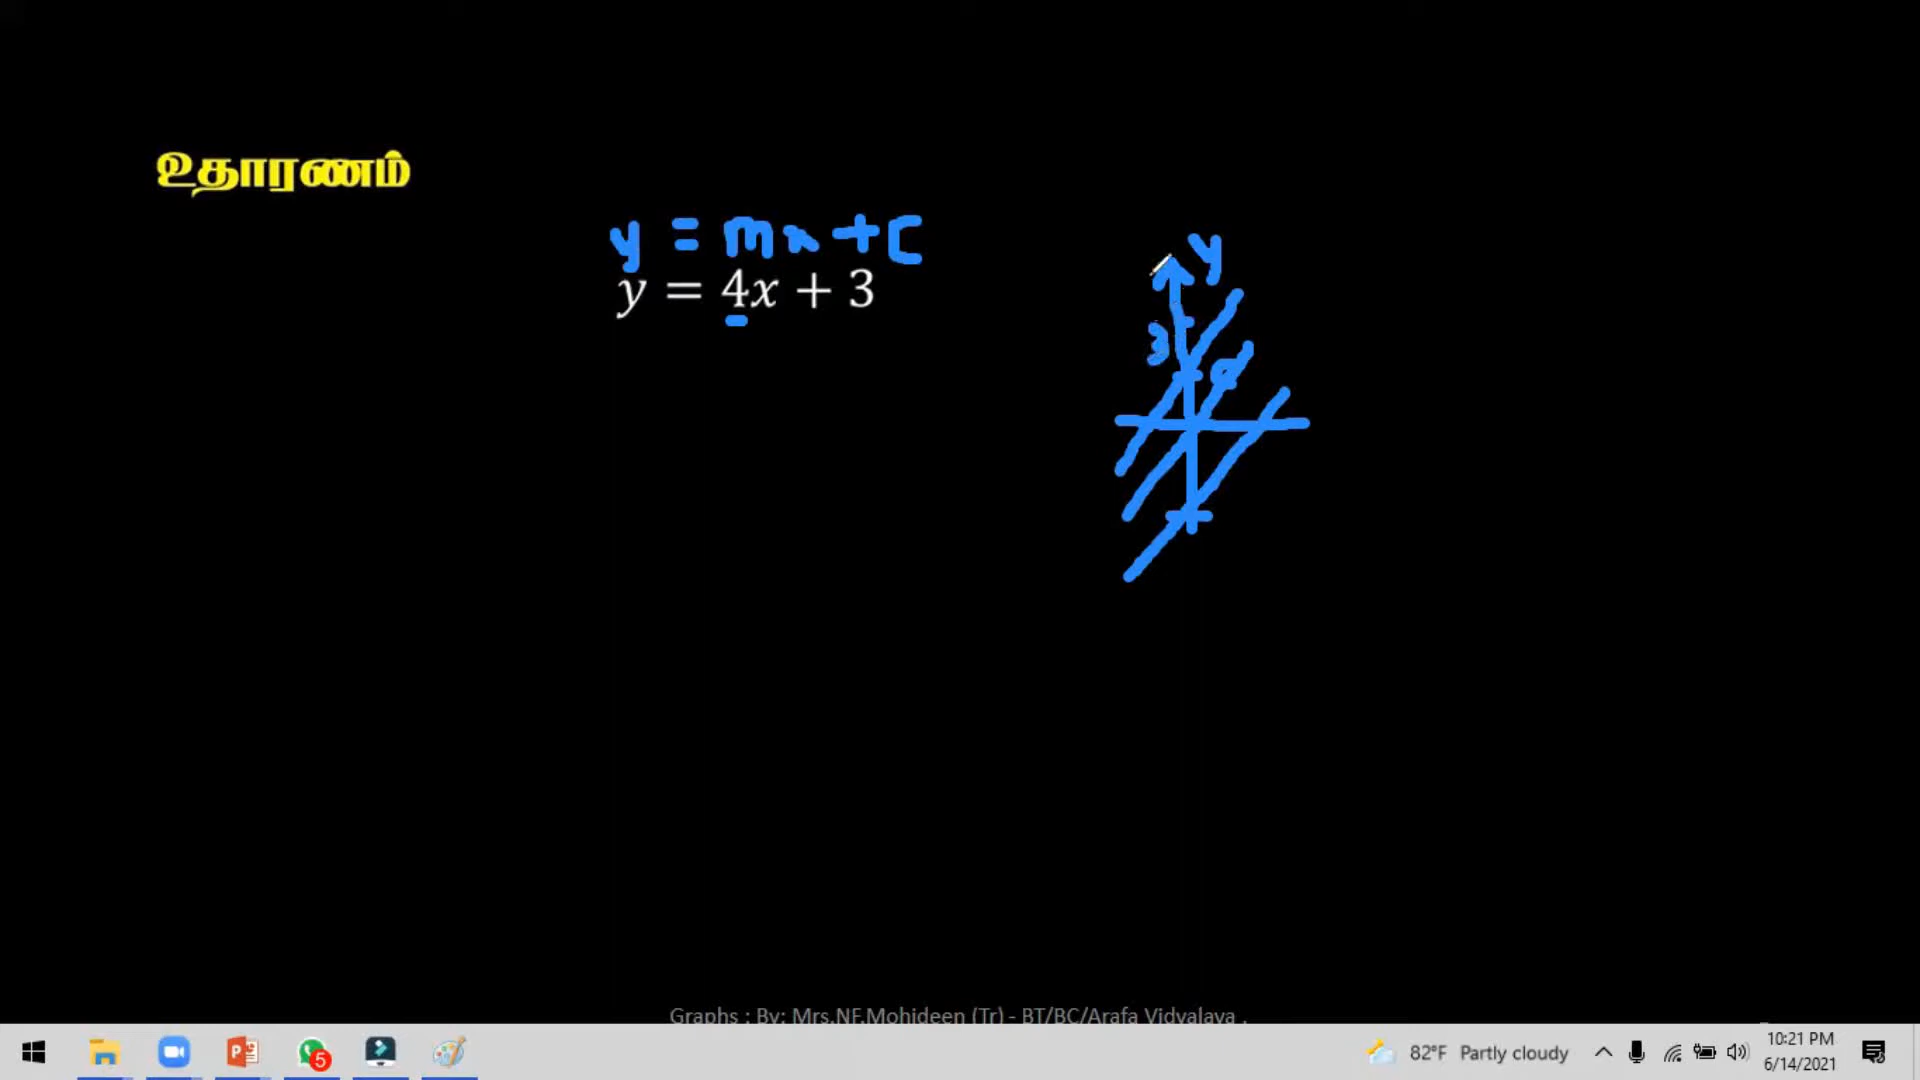 உதாரணம்
y = mx + C
y = 4x + 3
y
3
Graphs : By: Mrs.NF.Mohideen (Tr) - BT/BC/Arafa Vidyalaya .
5
82°F Partly cloudy
10:21 PM
6/14/2021